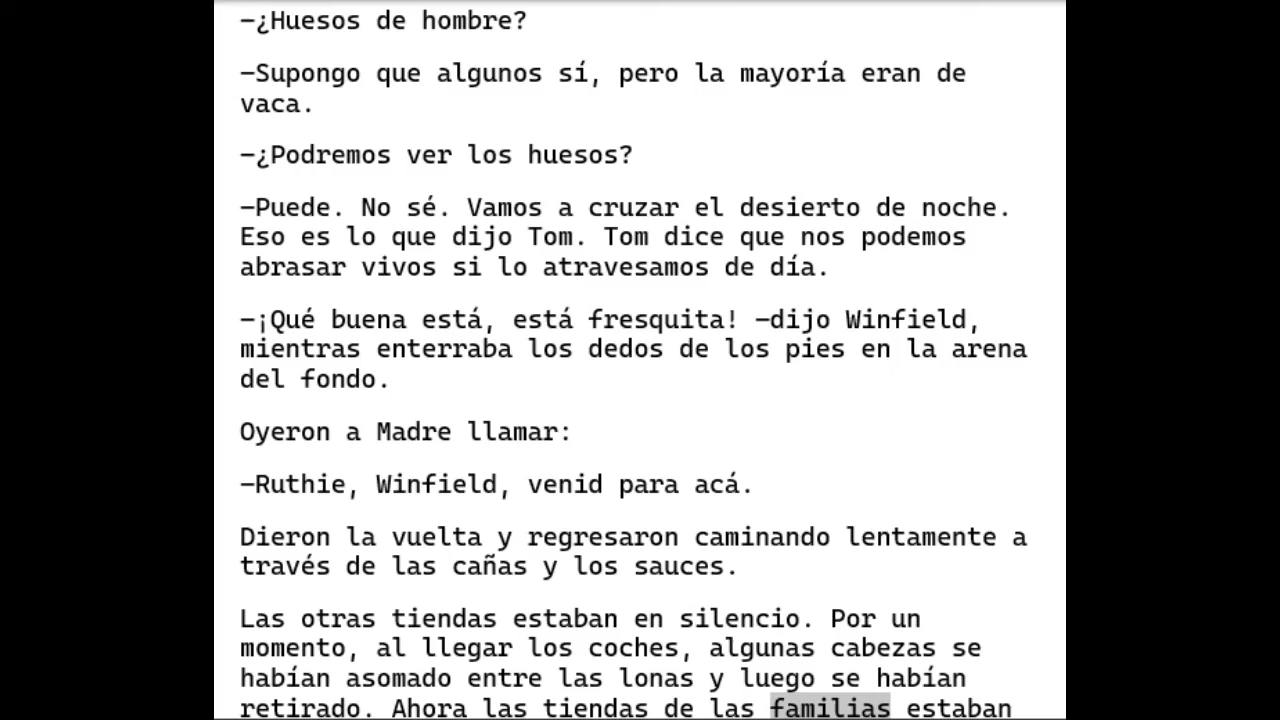 —¿Huesos de hombre?
—Supongo que algunos sí, pero la mayoría eran de
vaca.
—¿Podremos ver los huesos?
—Puede. No sé. Vamos a cruzar el desierto de noche.
Eso es lo que dijo Tom. Tom dice que nos podemos
abrasar vivos si lo atravesamos de día.
—¡Qué buena está, está fresquita! —dijo Winfield,
mientras enterraba los dedos de los pies en la arena
del fondo.
Oyeron a Madre llamar:
—Ruthie, Winfield, venid para acá.
Dieron la vuelta y regresaron caminando lentamente a
través de las cañas y los sauces.
Las otras tiendas estaban en silencio. Por un
momento, al llegar los coches, algunas cabezas se
habían asomado entre las lonas y luego se habían
retirado. Ahora las tiendas de las familias estaban